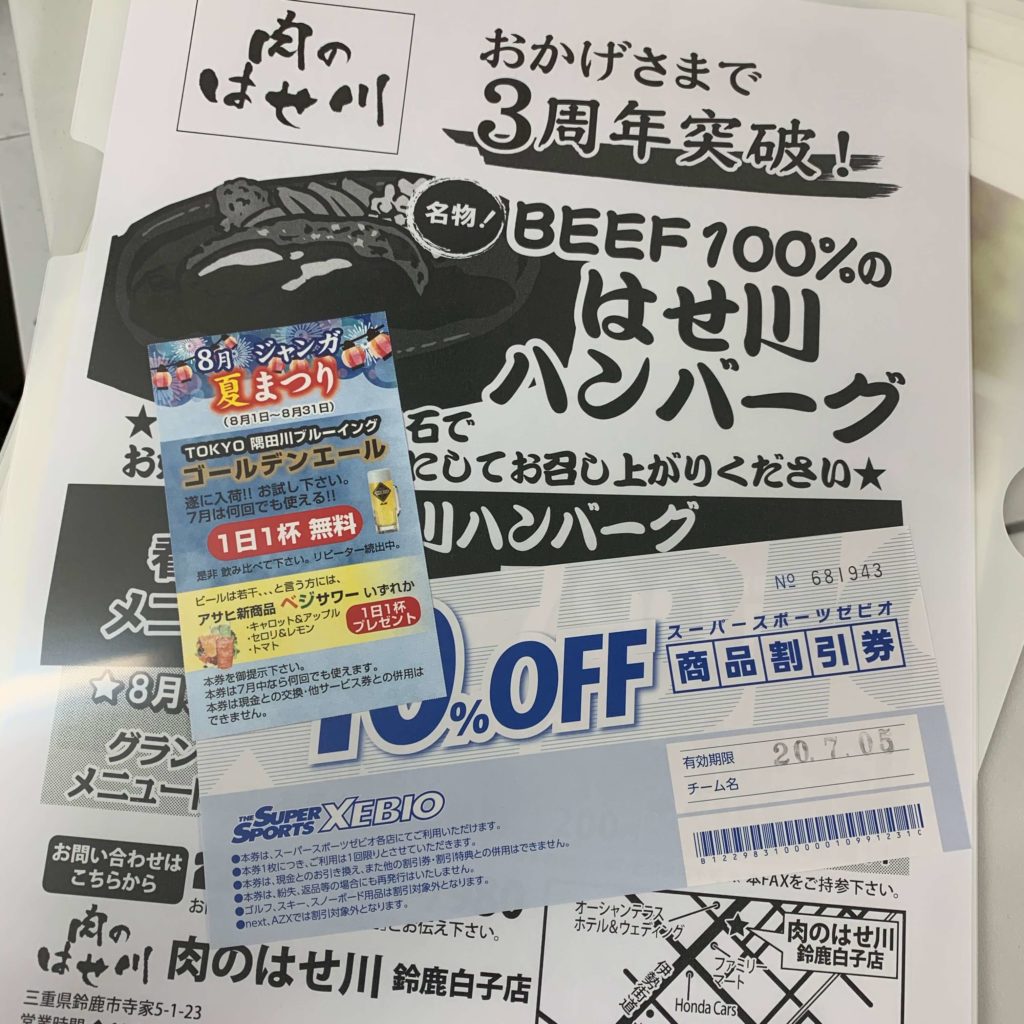 肉の
はせ川
おかげさまで
3周年突破!
名物!
BEEF 100%の
はせ川
ハンバーグ
石で
にしてお召し上がりください★
川ハンバーグ
メニュ
★8月
グラン
メニュー
お問い合わせは
こちらから
お伝え下さい。
本FAXをご持参下さい。
肉の
はせ川
肉のはせ川 鈴鹿白子店
三重県鈴鹿市寺家5-1-23
営業時間
オーシャンテラス
ホテル&ウェディング
肉のはせ川
鈴鹿白子店
ファミリー
マート
伊勢街道
Honda Cars
8月 ジャンガ
夏まつり
(8月1日~8月31日)
TOKYO 隅田川ブルーイング
ゴールデンエール
遂に入荷!! お試し下さい。
7月は何回でも使える!!
1日1杯 無料
是非 飲み比べて下さい。リピーター続出中。
ビールは若干、、、と言う方には、
アサヒ新商品 ベジサワー いずれか
・キャロット&アップル
・セロリ&レモン
・トマト
1日1杯
プレゼント
本券を御提示下さい。
本券は7月中なら何回でも使えます。
本券は現金との交換・他サービス券との併用は
できません。
№ 681943
10%OFF
スーパースポーツゼビオ
商品割引券
有効期限 20.7.05
チーム名
THE SUPER SPORTS XEBIO
●本券は、スーパースポーツゼビオ各店にてご利用いただけます。
●本券1枚につき、ご利用は1回限りとさせていただきます。
●本券は、現金とのお引き換え、また他の割引券・割引特典との併用はできません。
●本券は、紛失、返品等の場合にも再発行はいたしません。
●ゴルフ、スキー、スノーボード用品は割引対象外となります。
●next、AZXでは割引対象外となります。
8122983100000109912310